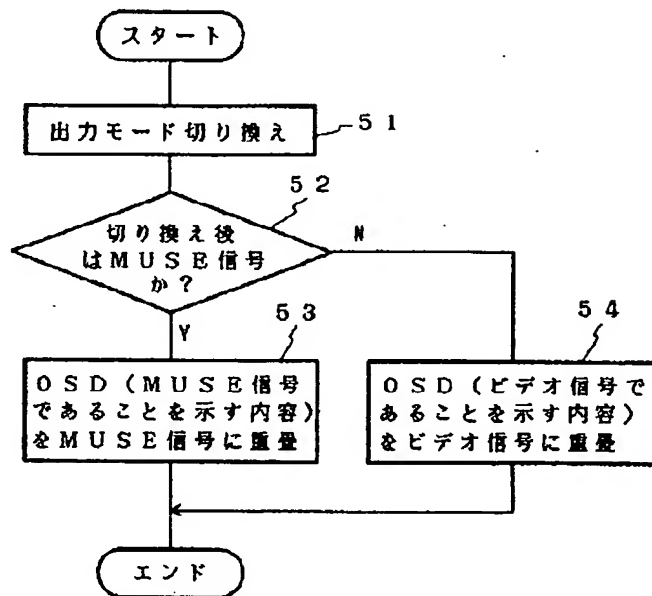 スタート
出力モード切り換え
51
52
切り換え後
はMUSE信号
か?
N
Y
53
54
OSD(MUSE信号
であることを示す内容)
をMUSE信号に重畳
OSD(ビデオ信号で
あることを示す内容)
をビデオ信号に重畳
エンド